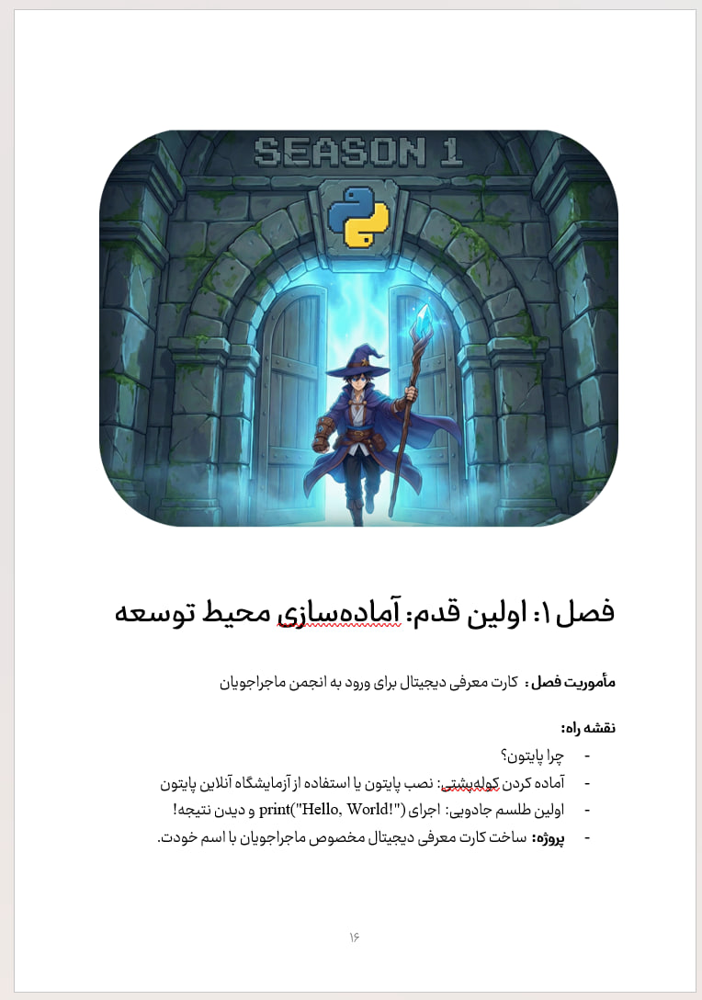 SEASON 1
فصل ۱: اولین قدم: آماده‌سازی محیط توسعه
مأموریت فصل : کارت معرفی دیجیتال برای ورود به انجمن ماجراجویان
نقشه راه:
- چرا پایتون؟
- آماده کردن کوله‌پشتی: نصب پایتون یا استفاده از آزمایشگاه آنلاین پایتون
- اولین طلسم جادویی: اجرای print("Hello, World!") و دیدن نتیجه!
- پروژه: ساخت کارت معرفی دیجیتال مخصوص ماجراجویان با اسم خودت.
۱۶